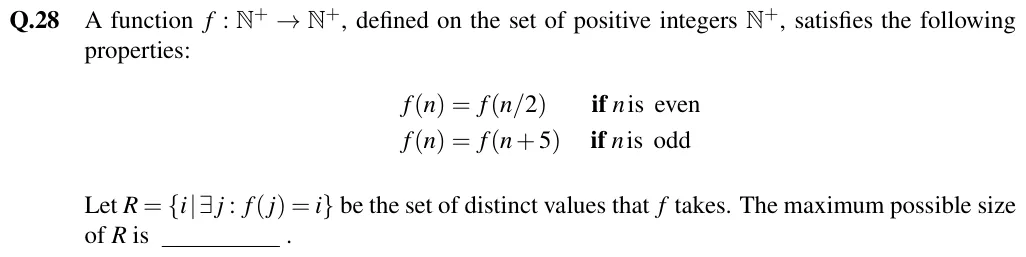 Q.28 A function f : ℕ⁺ → ℕ⁺, defined on the set of positive integers ℕ⁺, satisfies the following
properties:
f(n) = f(n/2) if n is even
f(n) = f(n+5) if n is odd
Let R = {i | ∃j : f(j) = i} be the set of distinct values that f takes. The maximum possible size
of R is __________ .